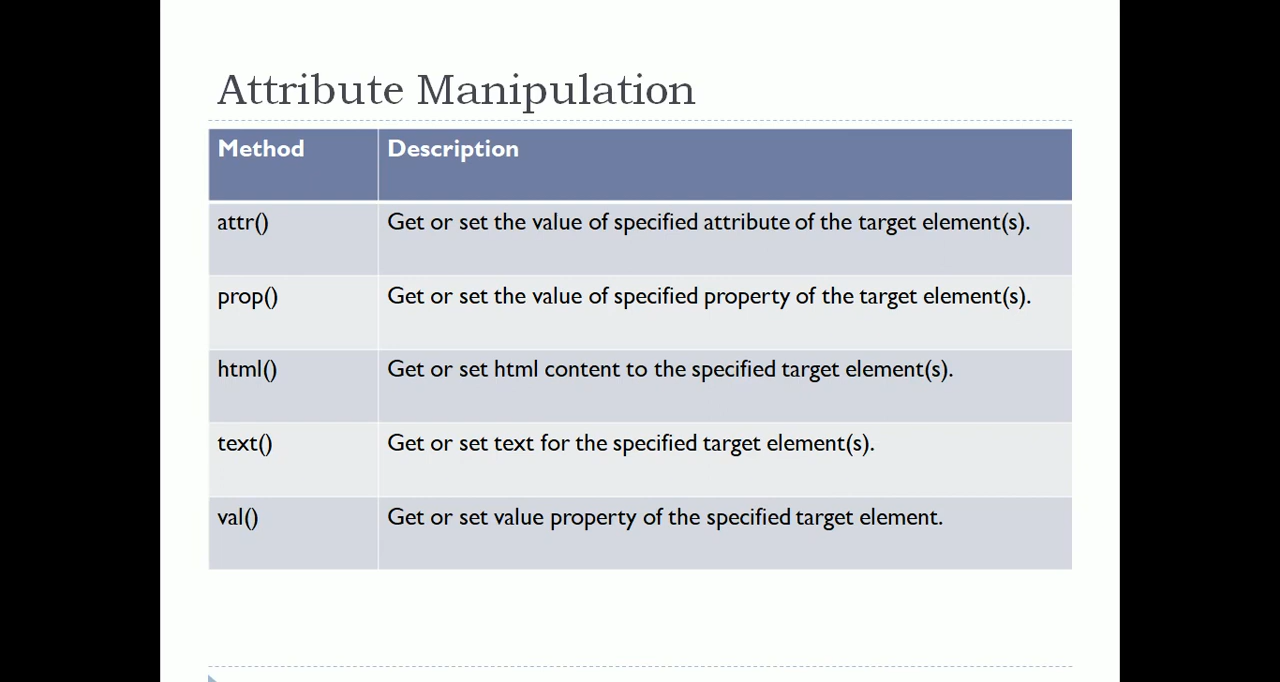 Attribute Manipulation
Method Description
attr() Get or set the value of specified attribute of the target element(s).
prop() Get or set the value of specified property of the target element(s).
html() Get or set html content to the specified target element(s).
text() Get or set text for the specified target element(s).
val() Get or set value property of the specified target element.